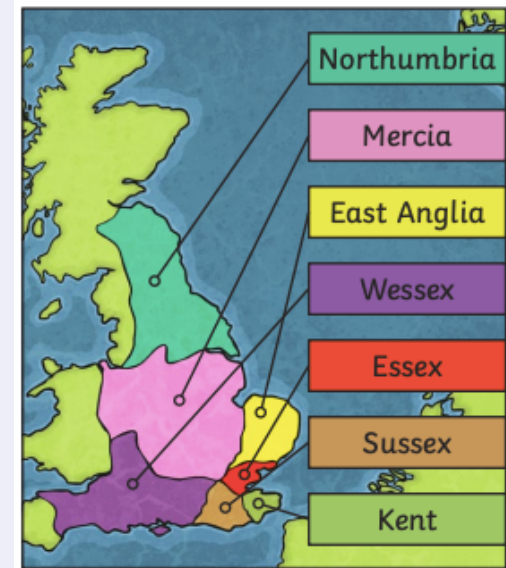 Northumbria
Mercia
East Anglia
Wessex
Essex
Sussex
Kent